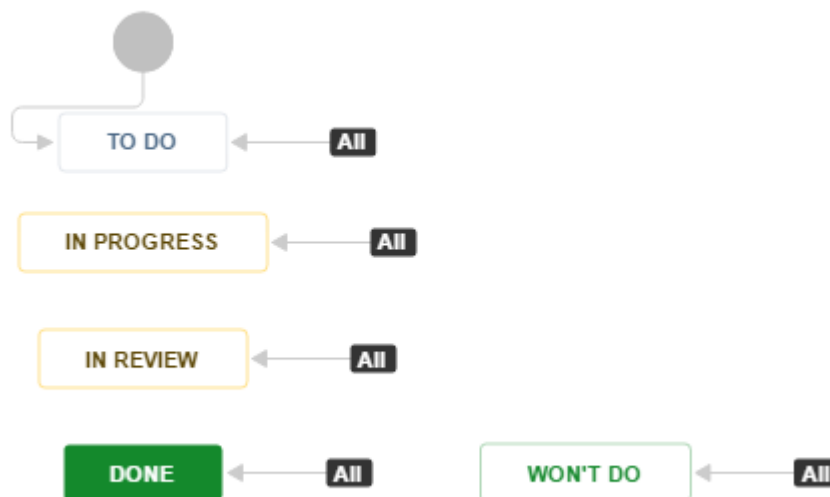 TO DO All
IN PROGRESS All
IN REVIEW All
DONE All WON'T DO All